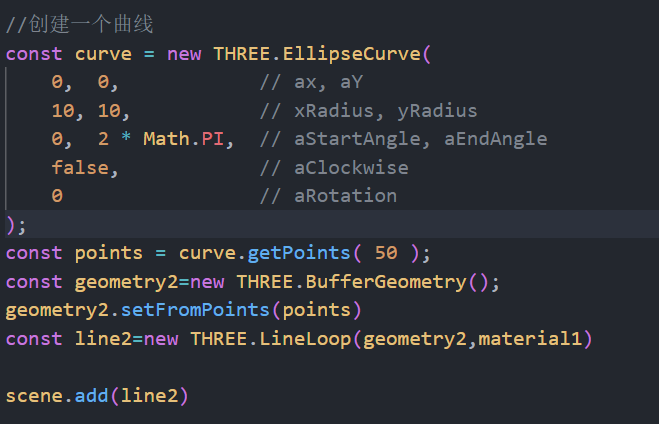 //创建一个曲线
const curve = new THREE.EllipseCurve(
    0,  0,            // ax, aY
    10, 10,           // xRadius, yRadius
    0,  2 * Math.PI,  // aStartAngle, aEndAngle
    false,            // aClockwise
    0                 // aRotation
);
const points = curve.getPoints( 50 );
const geometry2=new THREE.BufferGeometry();
geometry2.setFromPoints(points)
const line2=new THREE.LineLoop(geometry2,material1)
scene.add(line2)